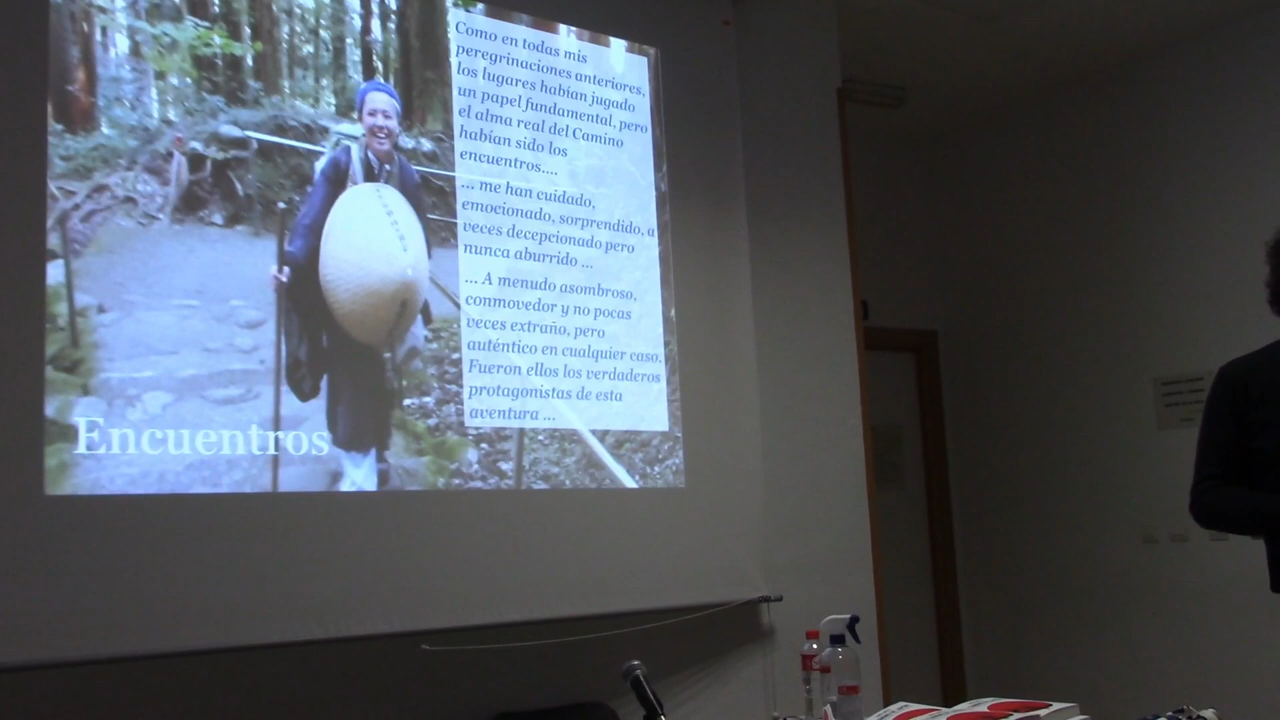 Como en todas mis
peregrinaciones anteriores,
los lugares habían jugado
un papel fundamental, pero
el alma real del Camino
habían sido los
encuentros....
... me han cuidado,
emocionado, sorprendido, a
veces decepcionado pero
nunca aburrido ...
... A menudo asombroso,
conmovedor y no pocas
veces extraño, pero
auténtico en cualquier caso.
Fueron ellos los verdaderos
protagonistas de esta
aventura ...
Encuentros